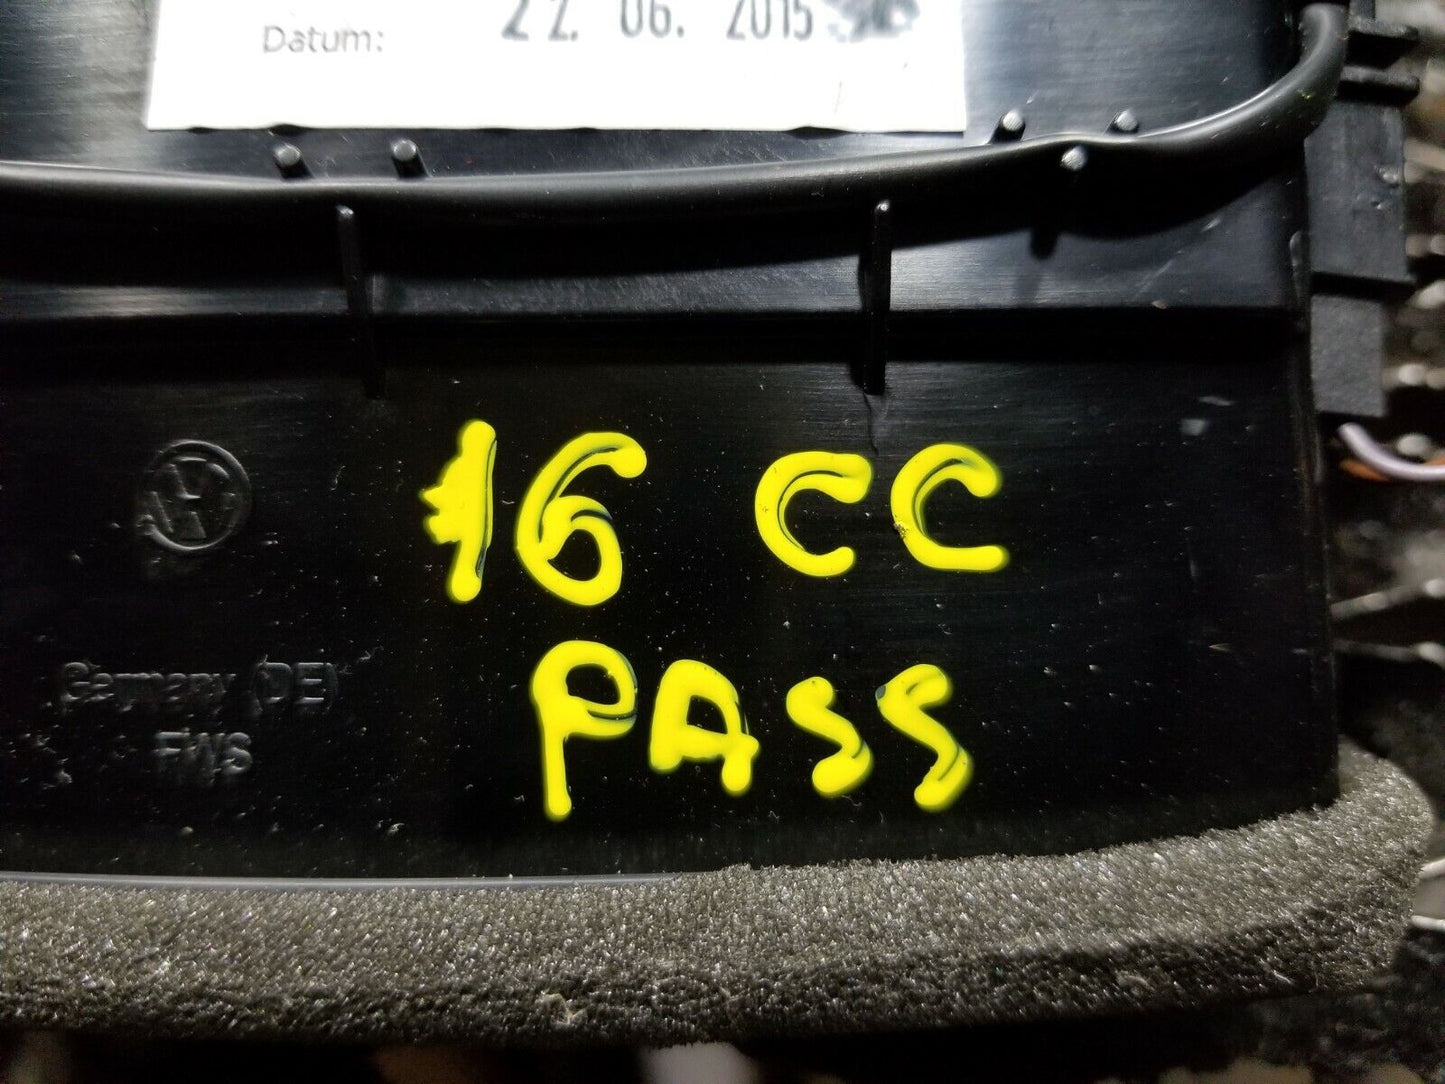 Datum: 22. 06. 2015
16 CC
PASS
Germany (DE)
FWS